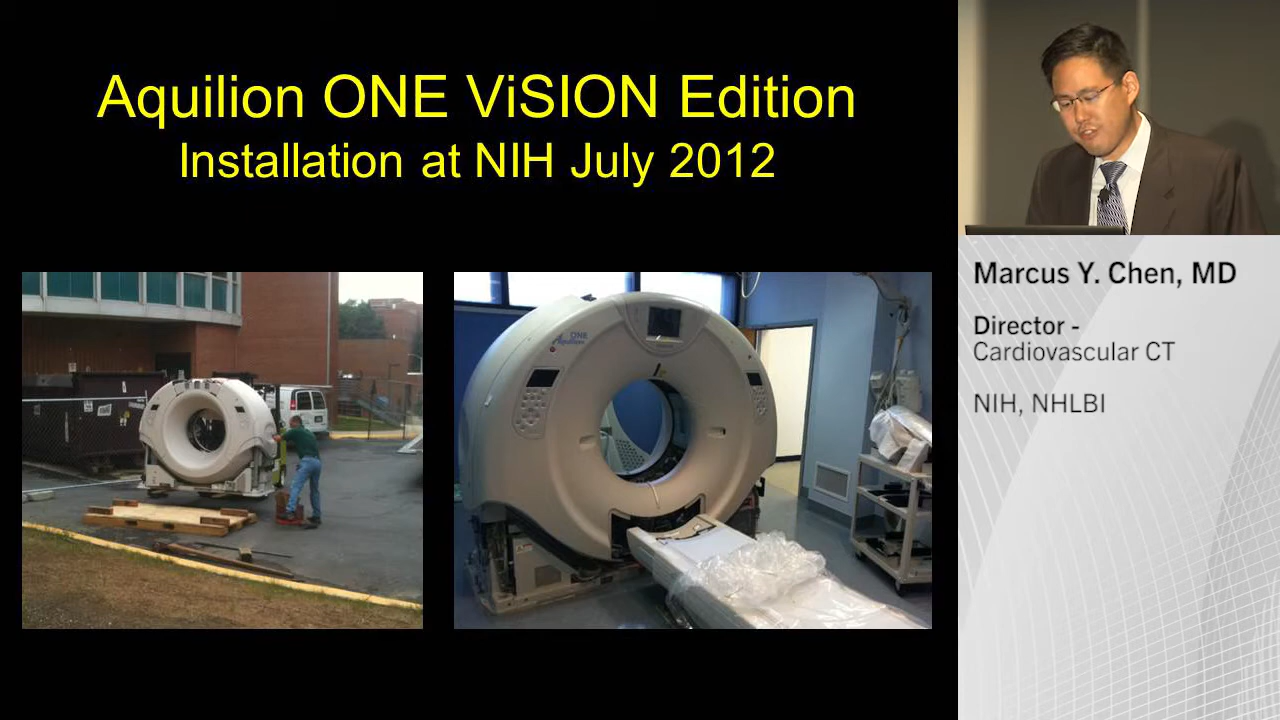 Aquilion ONE ViSION Edition
Installation at NIH July 2012
ONE
Aquilion
Marcus Y. Chen, MD
Director -
Cardiovascular CT
NIH, NHLBI